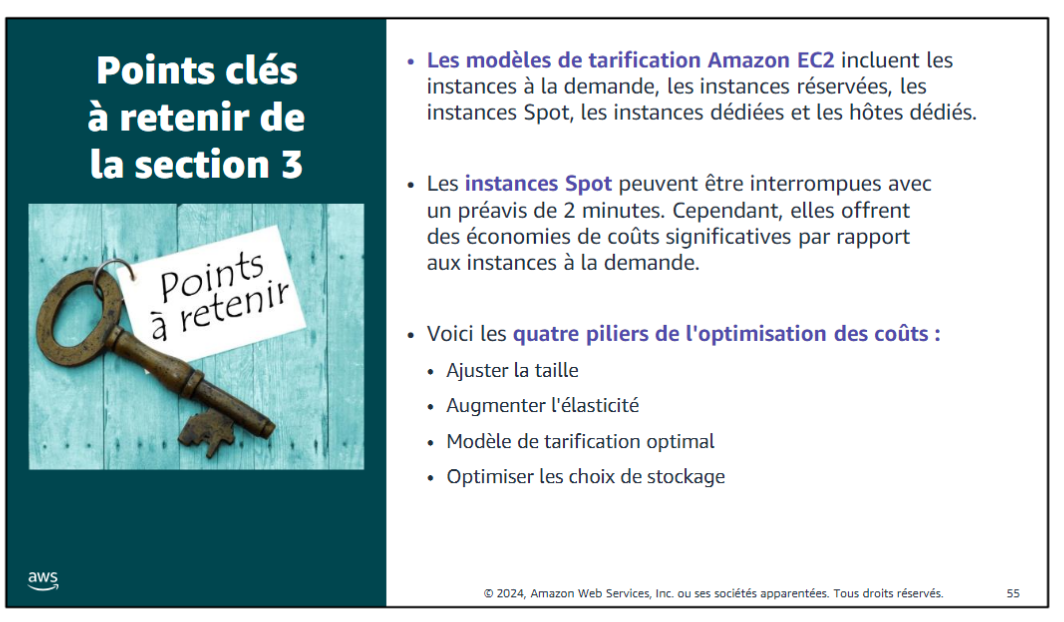 Points clés
à retenir de
la section 3
Points
à retenir
aws
• Les modèles de tarification Amazon EC2 incluent les
instances à la demande, les instances réservées, les
instances Spot, les instances dédiées et les hôtes dédiés.
• Les instances Spot peuvent être interrompues avec
un préavis de 2 minutes. Cependant, elles offrent
des économies de coûts significatives par rapport
aux instances à la demande.
• Voici les quatre piliers de l'optimisation des coûts :
• Ajuster la taille
• Augmenter l'élasticité
• Modèle de tarification optimal
• Optimiser les choix de stockage
© 2024, Amazon Web Services, Inc. ou ses sociétés apparentées. Tous droits réservés.
55